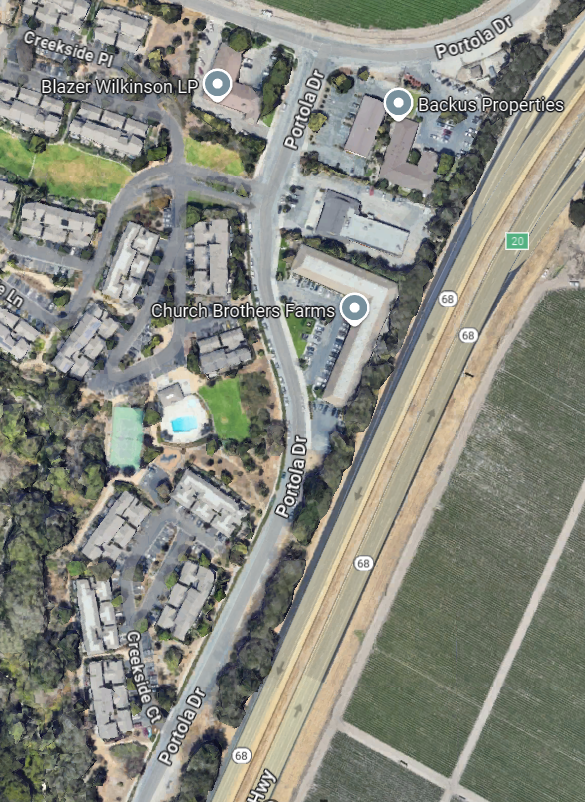 Portola Dr
Creekside Pl
Blazer Wilkinson LP
Portola Dr
Backus Properties
20
68
e Ln
Church Brothers Farms
68
Portola Dr
68
Creekside Ct
Portola Dr
68
Hwy